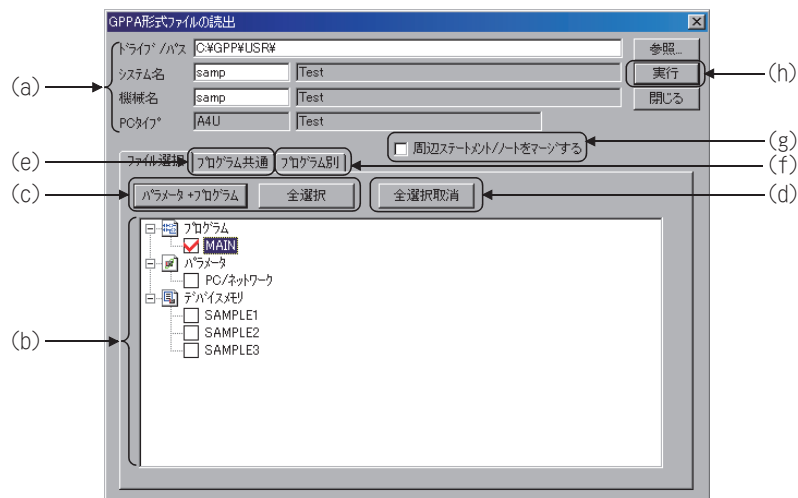 GPPA形式ファイルの読出
ドライブ/パス C:¥GPP¥USR¥ 参照...
システム名 samp Test 実行
機械名 samp Test 閉じる
PCタイプ A4U Test
(a)
(h)
周辺ステートメント/ノートをマージする
(g)
(e)
ファイル選択 プログラム共通 プログラム別
(f)
(c)
パラメータ+プログラム 全選択 全選択取消
(d)
プログラム
MAIN
パラメータ
PC/ネットワーク
デバイスメモリ
SAMPLE1
SAMPLE2
(b)
SAMPLE3